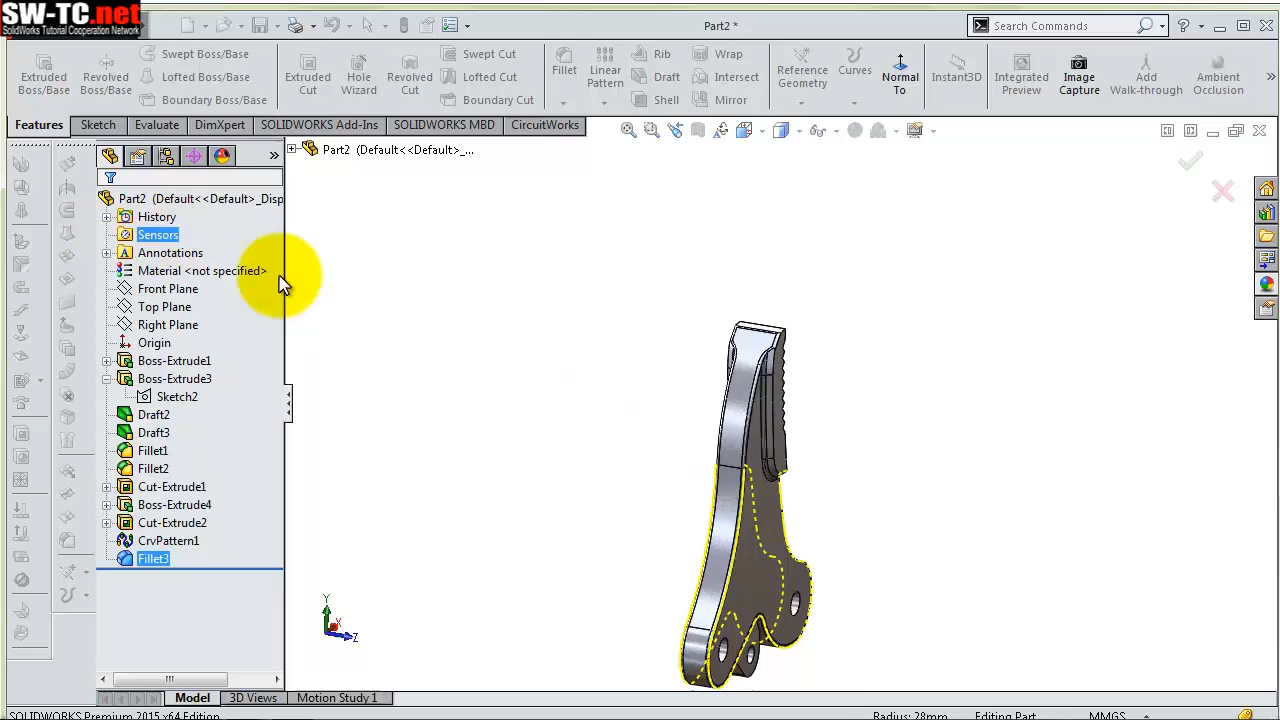 SW-TC.net
SolidWorks Tutorial Cooperation Network
Part2 *
Search Commands
?
Extruded Boss/Base
Revolved Boss/Base
Swept Boss/Base
Lofted Boss/Base
Boundary Boss/Base
Extruded Cut
Hole Wizard
Revolved Cut
Swept Cut
Lofted Cut
Boundary Cut
Fillet
Linear Pattern
Rib
Draft
Shell
Wrap
Intersect
Mirror
Reference Geometry
Curves
Normal To
Instant3D
Integrated Preview
Image Capture
Add Walk-through
Ambient Occlusion
Features
Sketch
Evaluate
DimXpert
SOLIDWORKS Add-Ins
SOLIDWORKS MBD
CircuitWorks
Part2 (Default<<Default>_...
Part2 (Default<<Default>_Disp
History
Sensors
Annotations
Material <not specified>
Front Plane
Top Plane
Right Plane
Origin
Boss-Extrude1
Boss-Extrude3
Sketch2
Draft2
Draft3
Fillet1
Fillet2
Cut-Extrude1
Boss-Extrude4
Cut-Extrude2
CrvPattern1
Fillet3
Y
X
Z
Model
3D Views
Motion Study 1
SOLIDWORKS Premium 2015 x64 Edition
Radius: 28mm
Editing Part
MMGS